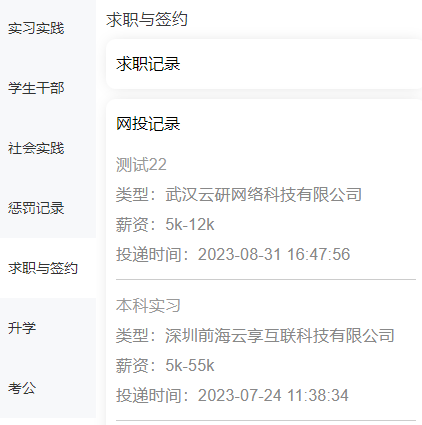 实习实践
学生干部
社会实践
惩罚记录
求职与签约
升学
考公
求职与签约
求职记录
网投记录
测试22
类型：武汉云研网络科技有限公司
薪资：5k-12k
投递时间：2023-08-31 16:47:56
本科实习
类型：深圳前海云享互联科技有限公司
薪资：5k-55k
投递时间：2023-07-24 11:38:34